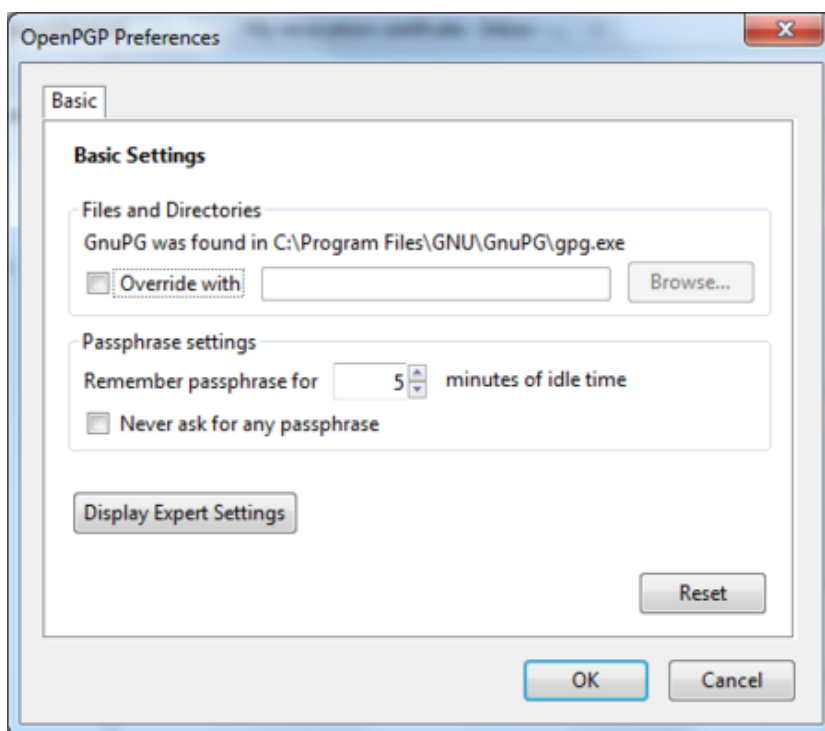 OpenPGP Preferences
Basic
Basic Settings
Files and Directories
GnuPG was found in C:\Program Files\GNU\GnuPG\gpg.exe
Override with Browse...
Passphrase settings
Remember passphrase for 5 minutes of idle time
Never ask for any passphrase
Display Expert Settings
Reset
OK Cancel